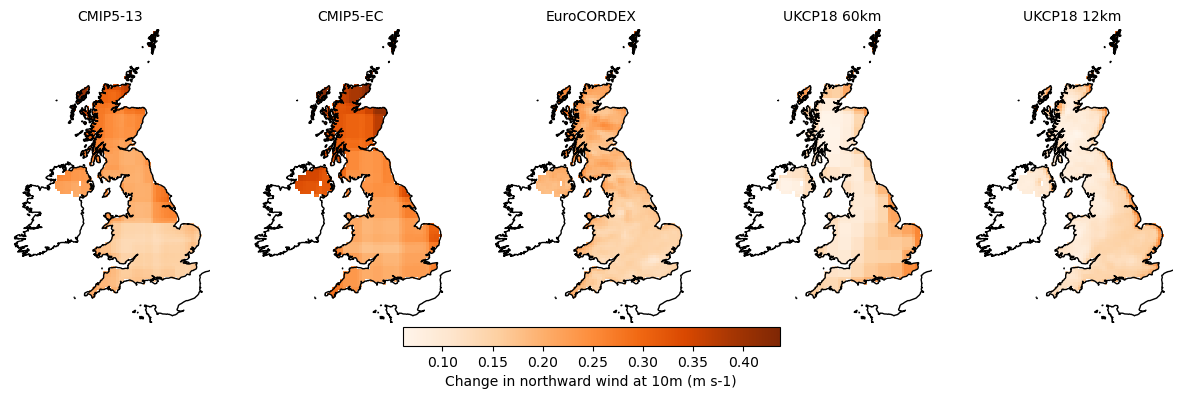 CMIP5-13 CMIP5-EC EuroCORDEX UKCP18 60km UKCP18 12km
0.10 0.15 0.20 0.25 0.30 0.35 0.40
Change in northward wind at 10m (m s-1)